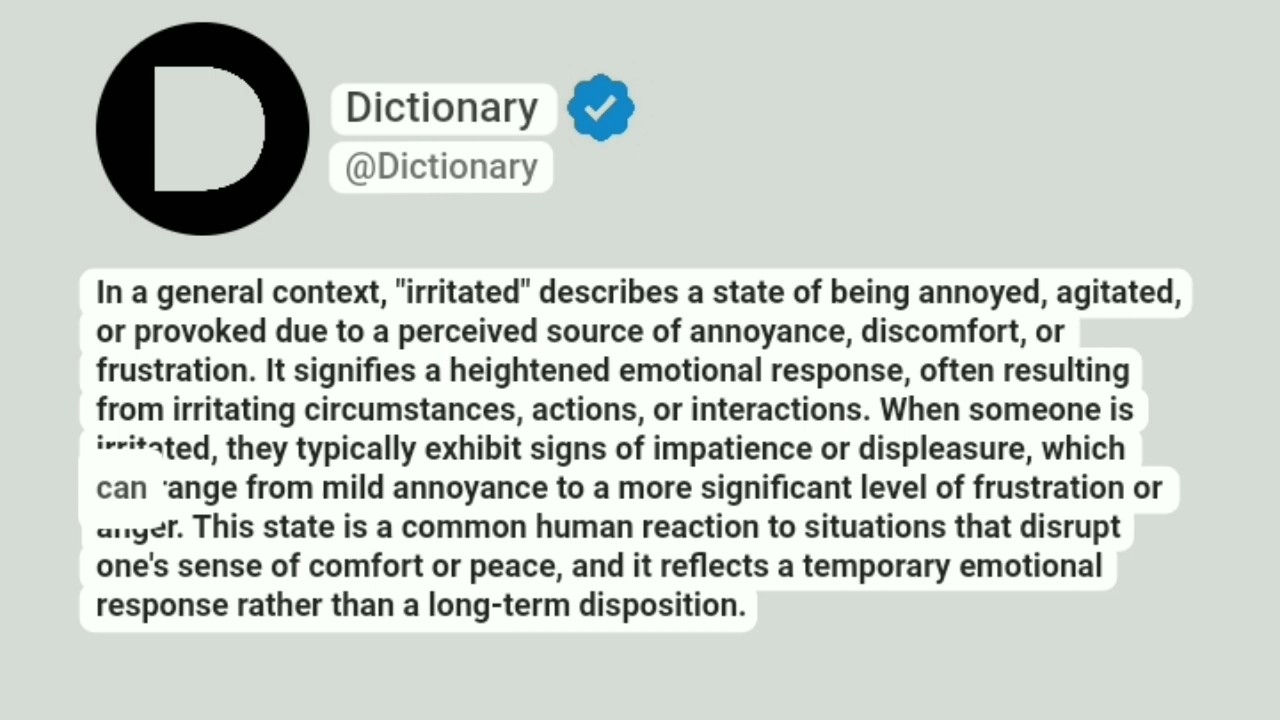 D
Dictionary
@Dictionary
In a general context, "irritated" describes a state of being annoyed, agitated,
or provoked due to a perceived source of annoyance, discomfort, or
frustration. It signifies a heightened emotional response, often resulting
from irritating circumstances, actions, or interactions. When someone is
irritated, they typically exhibit signs of impatience or displeasure, which
can range from mild annoyance to a more significant level of frustration or
anger. This state is a common human reaction to situations that disrupt
one's sense of comfort or peace, and it reflects a temporary emotional
response rather than a long-term disposition.